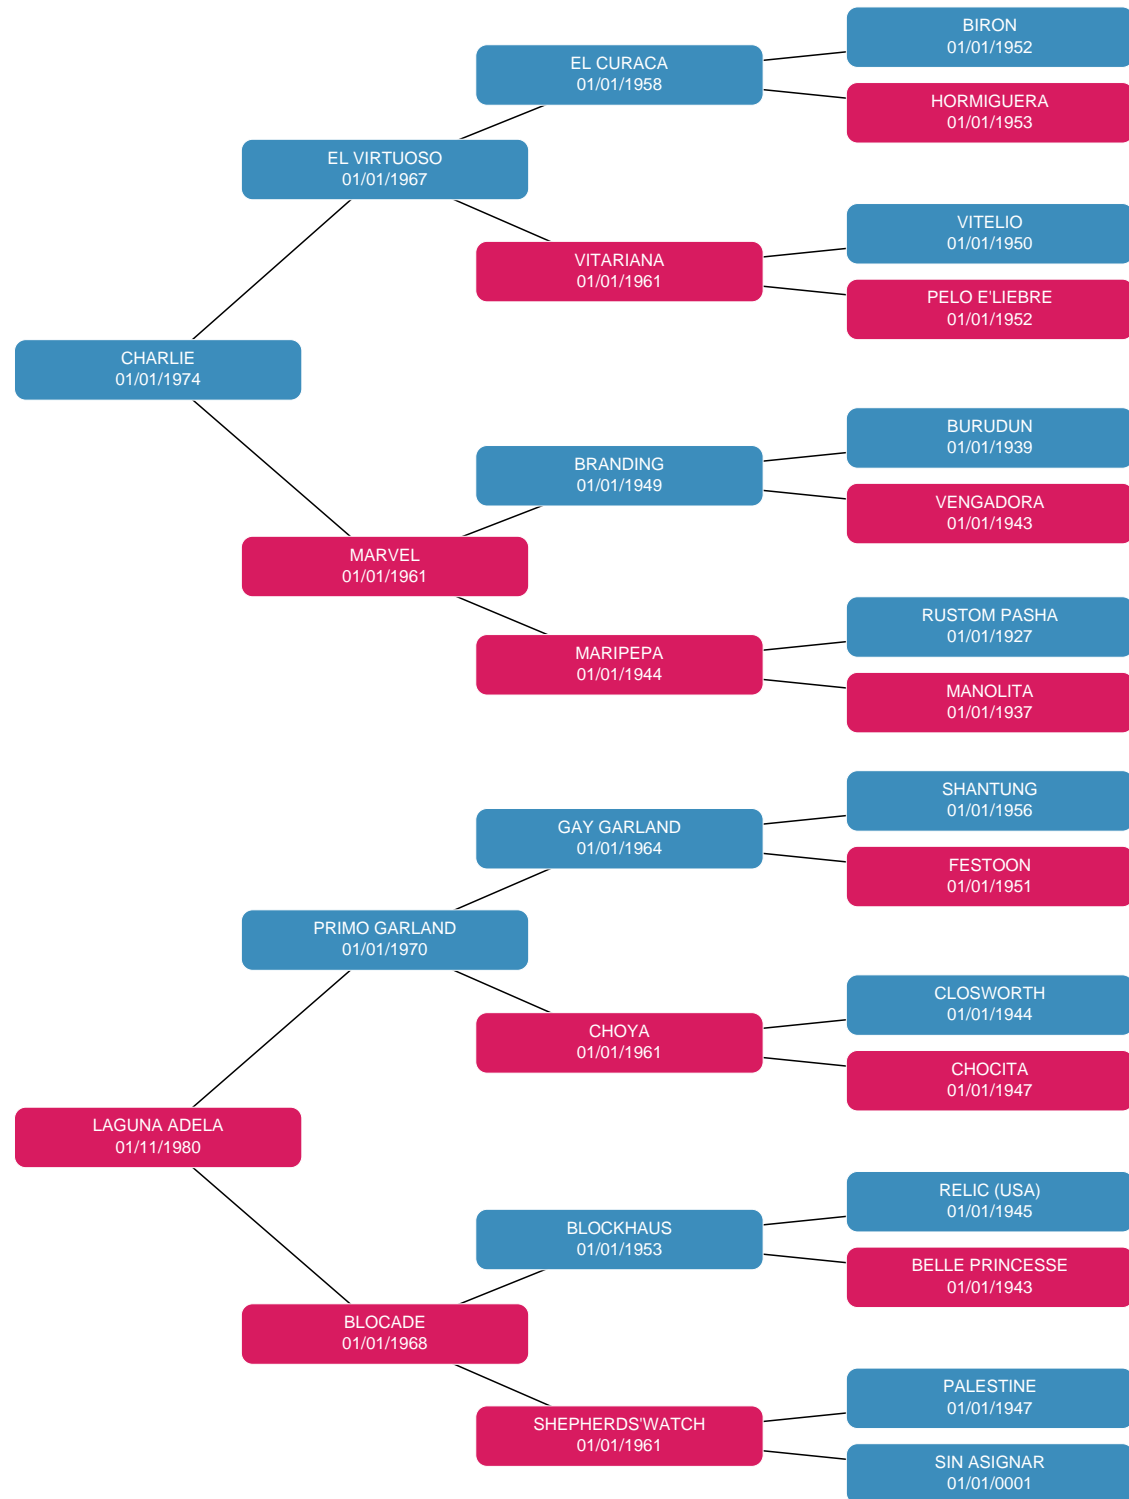 BIRON
01/01/1952
EL CURACA
01/01/1958
HORMIGUERA
01/01/1953
EL VIRTUOSO
01/01/1967
VITELIO
01/01/1950
VITARIANA
01/01/1961
PELO E'LIEBRE
01/01/1952
CHARLIE
01/01/1974
BURUDUN
01/01/1939
BRANDING
01/01/1949
VENGADORA
01/01/1943
MARVEL
01/01/1961
RUSTOM PASHA
01/01/1927
MARIPEPA
01/01/1944
MANOLITA
01/01/1937
SHANTUNG
01/01/1956
GAY GARLAND
01/01/1964
FESTOON
01/01/1951
PRIMO GARLAND
01/01/1970
CLOSWORTH
01/01/1944
CHOYA
01/01/1961
CHOCITA
01/01/1947
LAGUNA ADELA
01/11/1980
RELIC (USA)
01/01/1945
BLOCKHAUS
01/01/1953
BELLE PRINCESSE
01/01/1943
BLOCADE
01/01/1968
PALESTINE
01/01/1947
SHEPHERDS'WATCH
01/01/1961
SIN ASIGNAR
01/01/0001